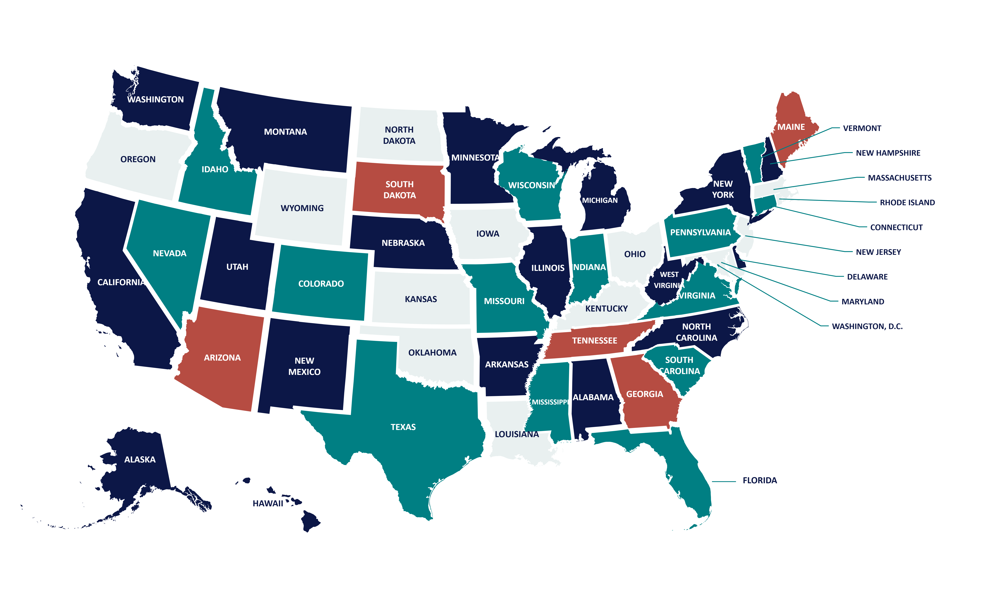 WASHINGTON
MONTANA
NORTH
DAKOTA
MINNESOTA
MAINE
VERMONT
OREGON
IDAHO
NEW HAMPSHIRE
SOUTH
DAKOTA
WISCONSIN
MICHIGAN
NEW
YORK
MASSACHUSETTS
WYOMING
RHODE ISLAND
IOWA
PENNSYLVANIA
CONNECTICUT
NEBRASKA
NEVADA
UTAH
ILLINOIS
NDIANA
OHIO
NEW JERSEY
CALIFORNIA
COLORADO
WEST
VIRGINIA
DELAWARE
KANSAS
MISSOURI
KENTUCKY
VIRGINIA
MARYLAND
WASHINGTON, D.C.
NORTH
CAROLINA
TENNESSEE
ARIZONA
NEW
MEXICO
OKLAHOMA
ARKANSAS
SOUTH
CAROLINA
MISSISSIPPI
ALABAMA
GEORGIA
TEXAS
LOUISIANA
ALASKA
FLORIDA
HAWAII